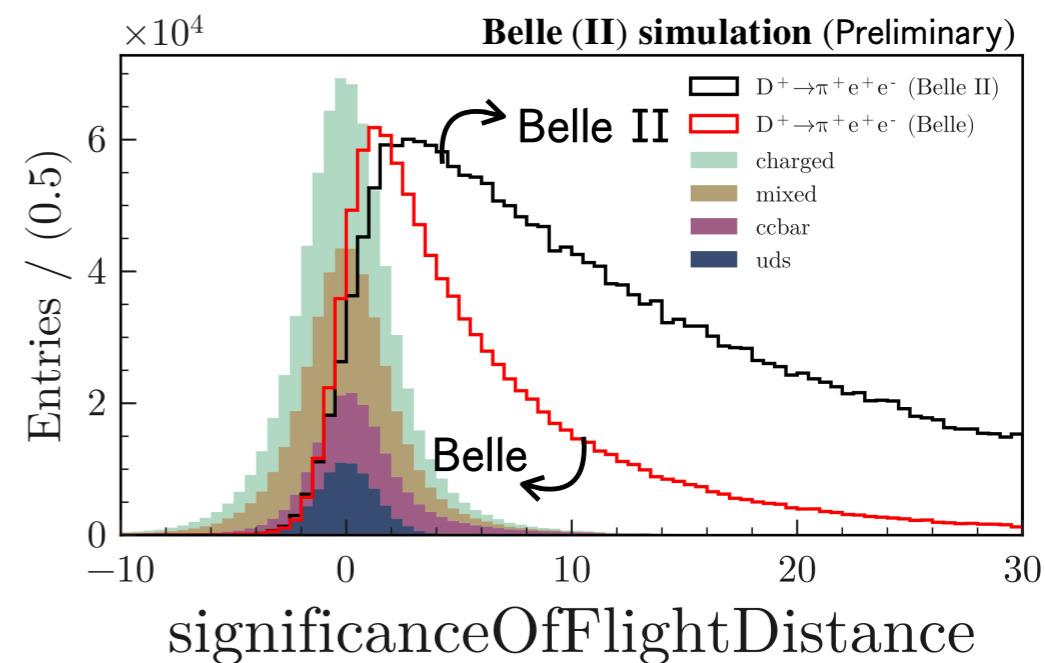 ×10⁴
Belle (II) simulation (Preliminary)
D⁺→π⁺e⁺e⁻ (Belle II)
D⁺→π⁺e⁺e⁻ (Belle)
charged
mixed
ccbar
uds
Belle II
Belle
Entries / (0.5)
6
4
2
0
−10 0 10 20 30
significanceOfFlightDistance